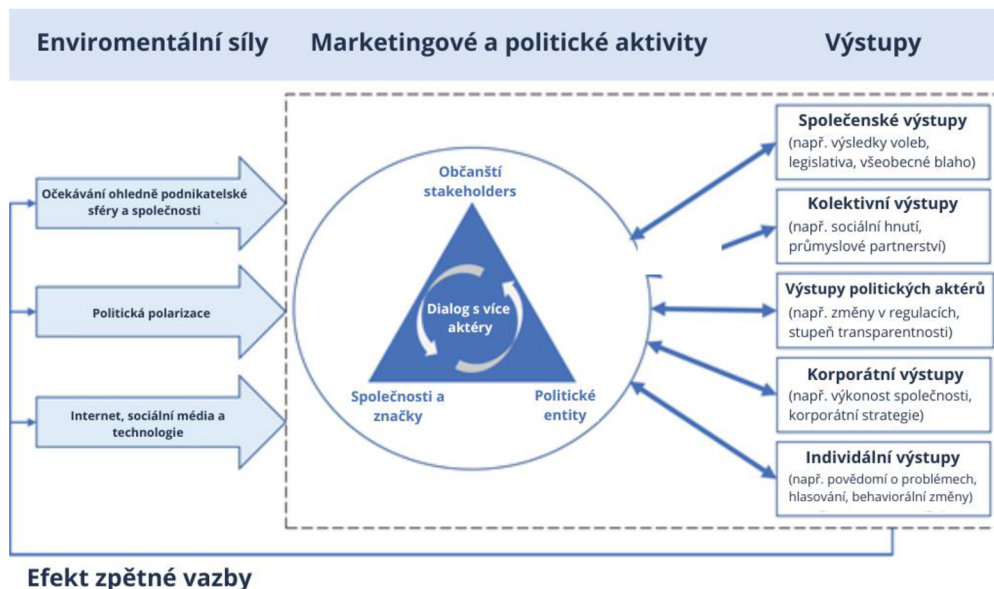 Enviromentální síly
Marketingové a politické aktivity
Výstupy
Očekávání ohledně podnikatelské
sféry a společnosti
Politická polarizace
Internet, sociální média a
technologie
Občanští
stakeholders
Dialog s více
aktéry
Společnosti a
značky
Politické
entity
Společenské výstupy
(např. výsledky voleb,
legislativa, všeobecné blaho)
Kolektivní výstupy
(např. sociální hnutí,
průmyslové partnerství)
Výstupy politických aktérů
(např. změny v regulacích,
stupeň transparentnosti)
Korporátní výstupy
(např. výkonost společnosti,
korporátní strategie)
Individální výstupy
(např. povědomí o problémech,
hlasování, behaviorální změny)
Efekt zpětné vazby